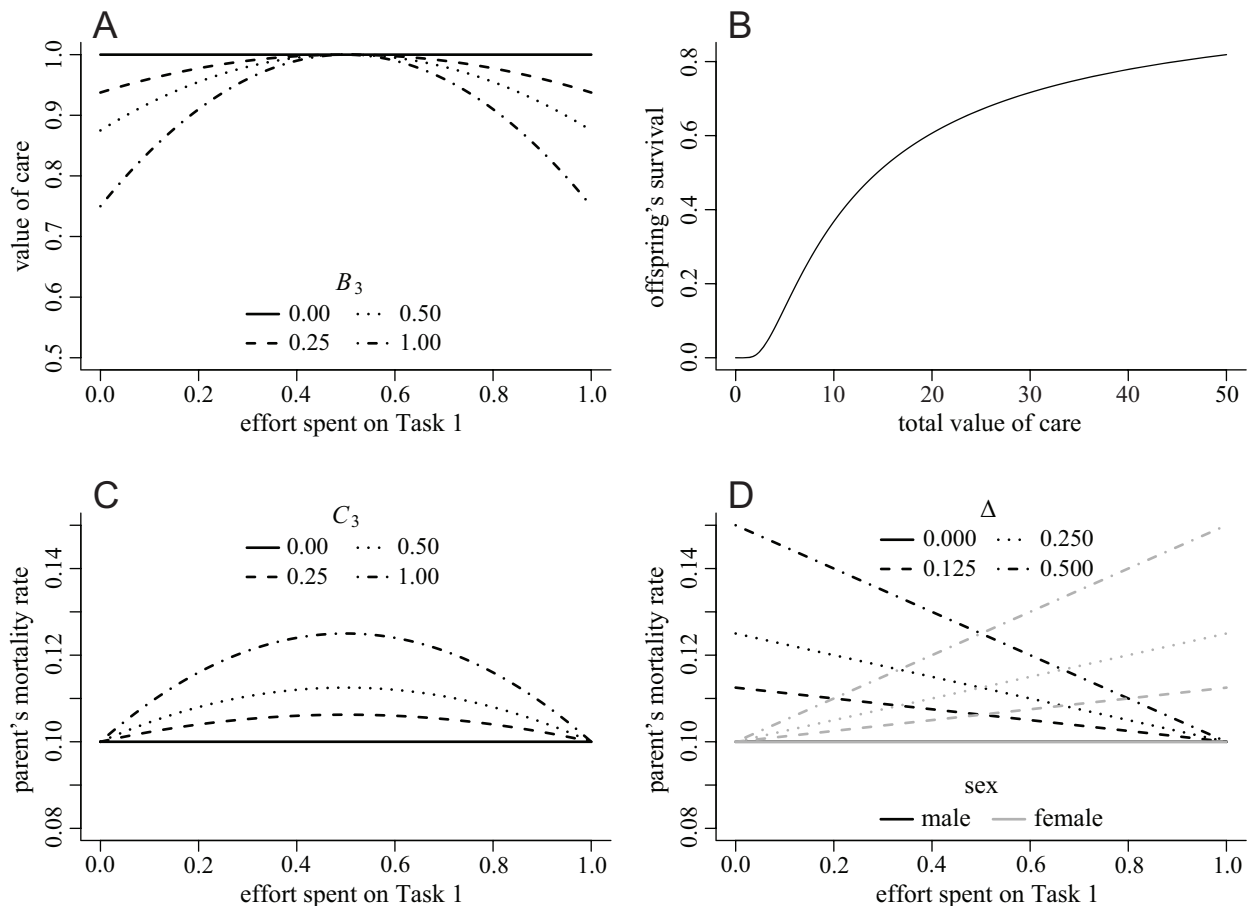 A
value of care
0.5 0.6 0.7 0.8 0.9 1.0
B3
0.00 0.50
0.25 1.00
0.0 0.2 0.4 0.6 0.8 1.0
effort spent on Task 1
B
offspring’s survival
0.0 0.2 0.4 0.6 0.8
0 10 20 30 40 50
total value of care
C
parent’s mortality rate
0.08 0.10 0.12 0.14
C3
0.00 0.50
0.25 1.00
0.0 0.2 0.4 0.6 0.8 1.0
effort spent on Task 1
D
parent’s mortality rate
0.08 0.10 0.12 0.14
Δ
0.000 0.250
0.125 0.500
sex
male female
0.0 0.2 0.4 0.6 0.8 1.0
effort spent on Task 1